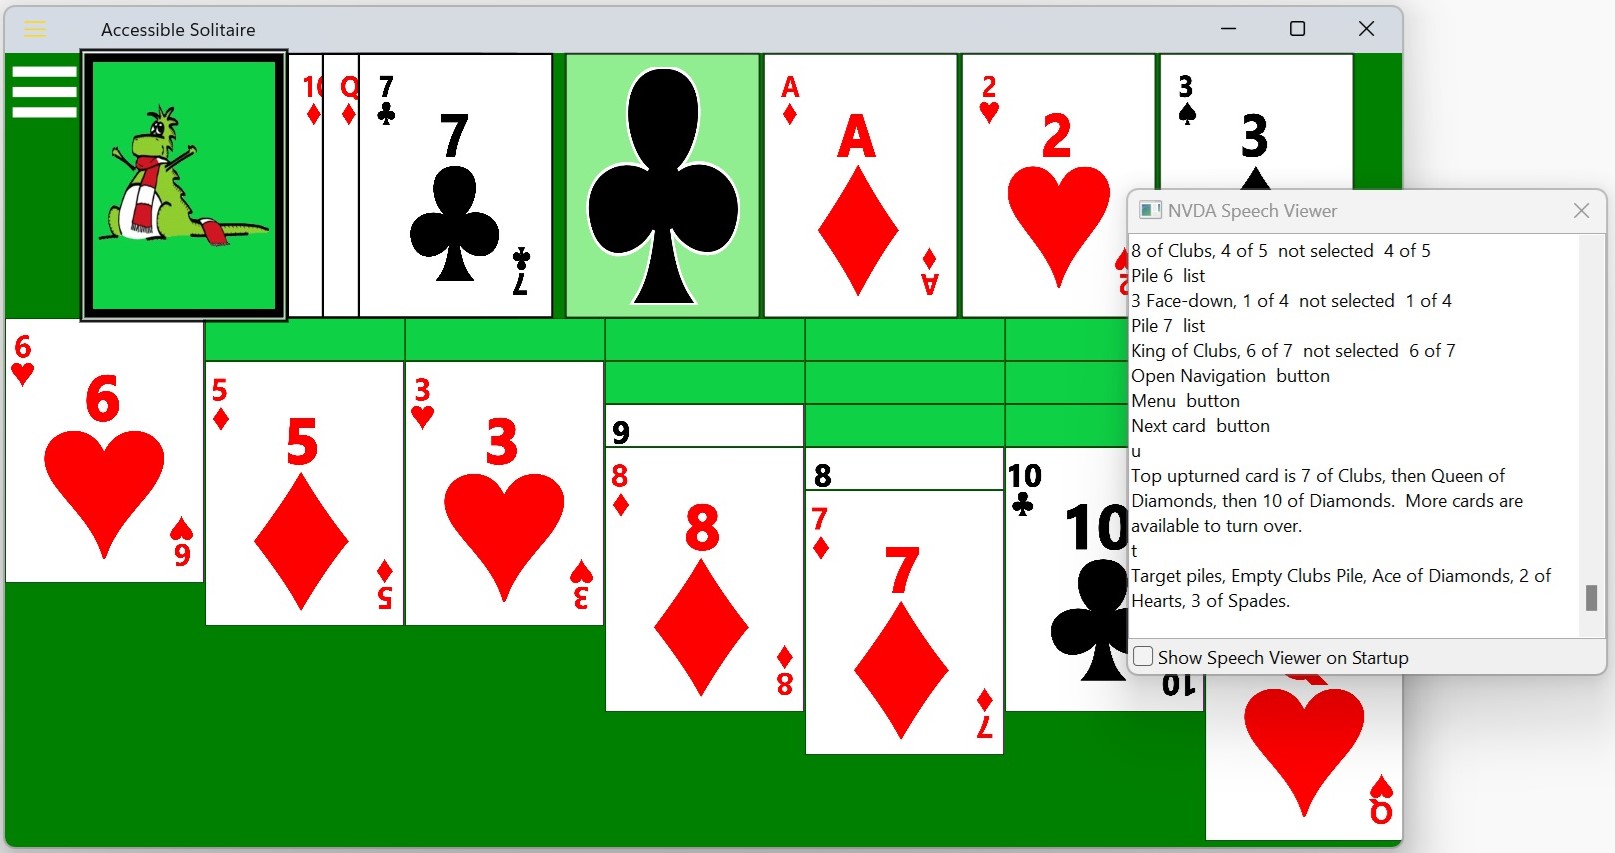 Accessible Solitaire
10
Q
7
7
7
A
A
A
2
2
2
3
3
NVDA Speech Viewer
8 of Clubs, 4 of 5  not selected  4 of 5
Pile 6  list
3 Face-down, 1 of 4  not selected  1 of 4
Pile 7  list
King of Clubs, 6 of 7  not selected  6 of 7
Open Navigation  button
Menu  button
Next card  button
u
Top upturned card is 7 of Clubs, then Queen of
Diamonds, then 10 of Diamonds.  More cards are
available to turn over.
t
Target piles, Empty Clubs Pile, Ace of Diamonds, 2 of
Hearts, 3 of Spades.
Show Speech Viewer on Startup
6
6
6
5
5
5
3
3
3
9
8
8
8
8
7
7
7
10
10
10
Q